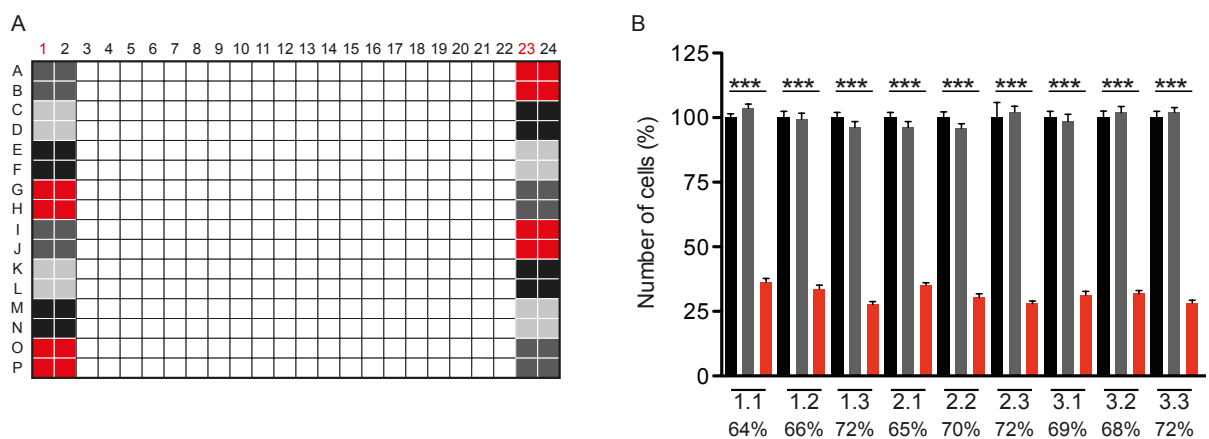 A
1 2 3 4 5 6 7 8 9 10 11 12 13 14 15 16 17 18 19 20 21 22 23 24
A
B
C
D
E
F
G
H
I
J
K
L
M
N
O
P
B
Number of cells (%)
125
100
75
50
25
0
*** *** *** *** *** *** *** *** ***
1.1 1.2 1.3 2.1 2.2 2.3 3.1 3.2 3.3
64% 66% 72% 65% 70% 72% 69% 68% 72%